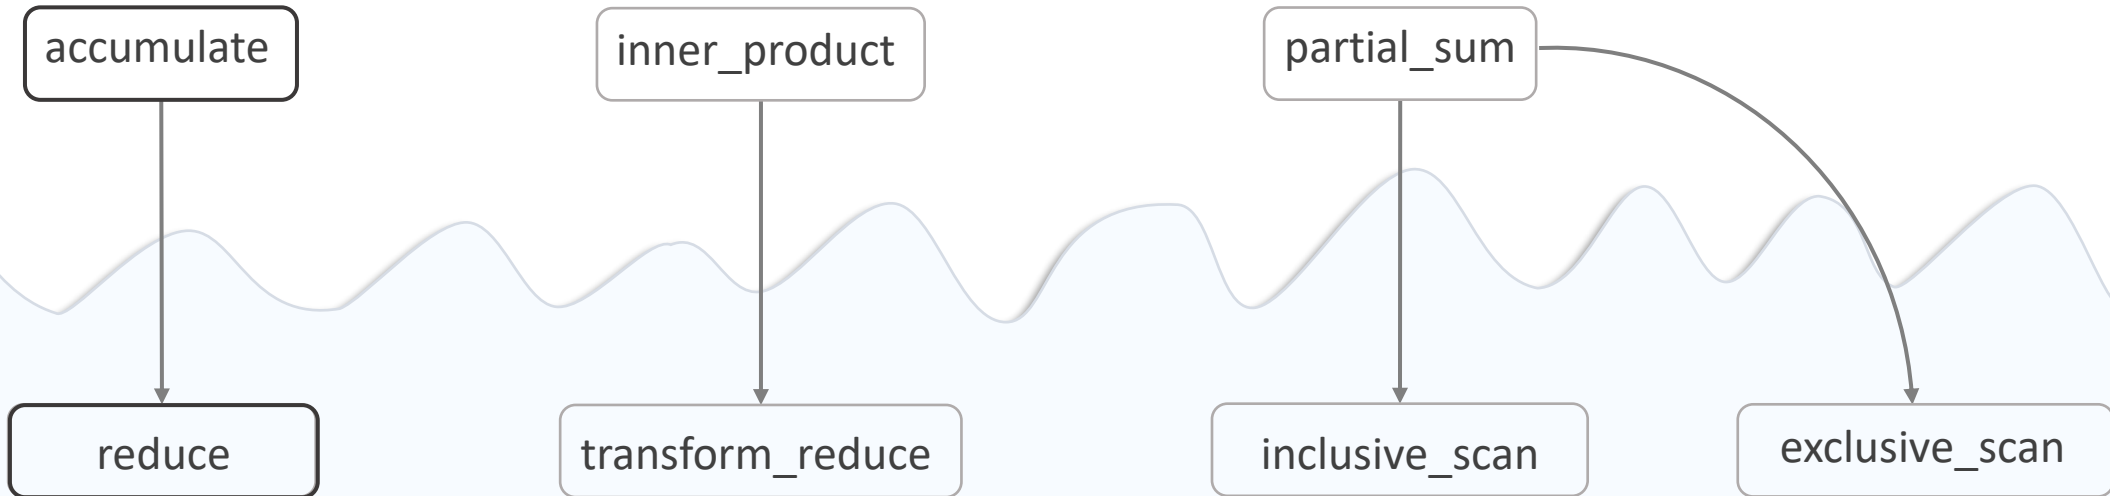 accumulate
inner_product
partial_sum
reduce
transform_reduce
inclusive_scan
exclusive_scan